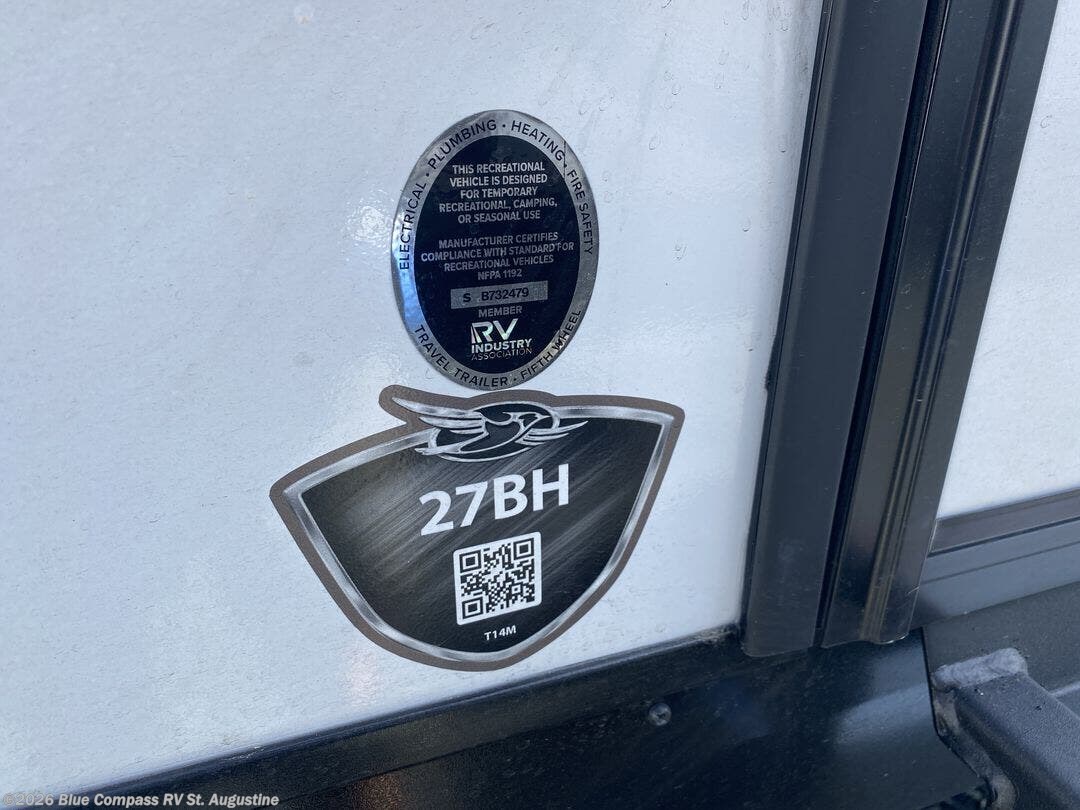 ELECTRICAL · PLUMBING · HEATING · FIRE SAFETY
THIS RECREATIONAL
VEHICLE IS DESIGNED
FOR TEMPORARY
RECREATIONAL, CAMPING,
OR SEASONAL USE
MANUFACTURER CERTIFIES
COMPLIANCE WITH STANDARD FOR
RECREATIONAL VEHICLES
NFPA 1192
S B732479
MEMBER
RV
INDUSTRY
ASSOCIATION
TRAVEL TRAILER · FIFTH WHEEL
27BH
T14M
©2026 Blue Compass RV St. Augustine